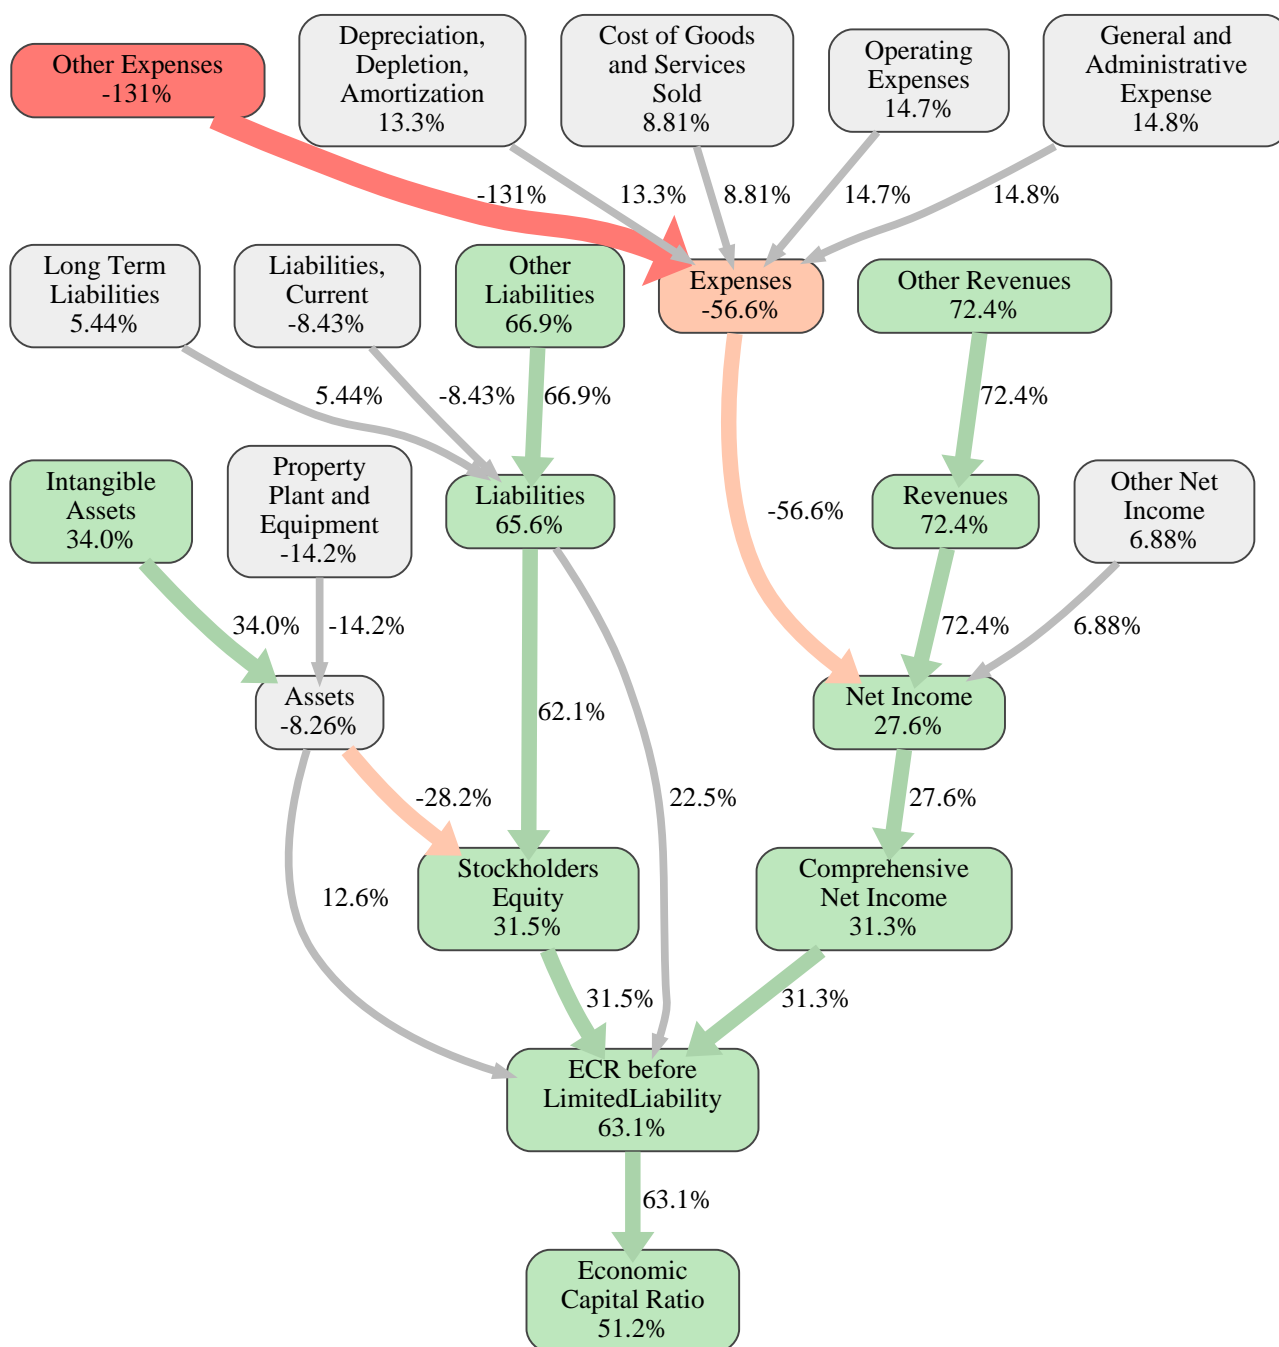 Other Expenses
-131%
Depreciation,
Depletion,
Amortization
13.3%
Cost of Goods
and Services
Sold
8.81%
Operating
Expenses
14.7%
General and
Administrative
Expense
14.8%
-131%
13.3%
8.81%
14.7%
14.8%
Long Term
Liabilities
5.44%
Liabilities,
Current
-8.43%
Other
Liabilities
66.9%
Expenses
-56.6%
Other Revenues
72.4%
5.44%
-8.43%
66.9%
72.4%
Intangible
Assets
34.0%
Property
Plant and
Equipment
-14.2%
Liabilities
65.6%
-56.6%
Revenues
72.4%
Other Net
Income
6.88%
34.0%
-14.2%
72.4%
6.88%
Assets
-8.26%
62.1%
Net Income
27.6%
-28.2%
22.5%
27.6%
12.6%
Stockholders
Equity
31.5%
Comprehensive
Net Income
31.3%
31.5%
31.3%
ECR before
LimitedLiability
63.1%
63.1%
Economic
Capital Ratio
51.2%